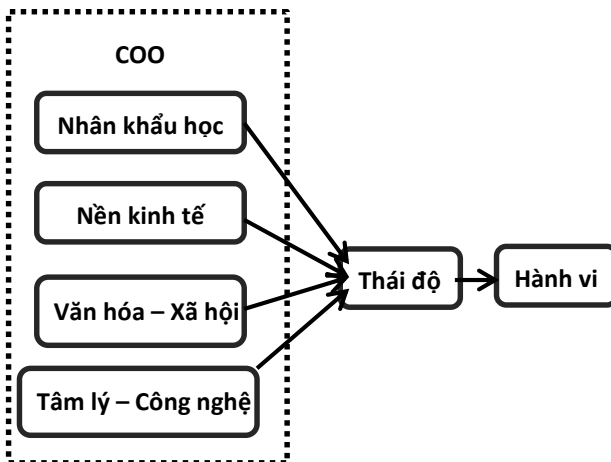 COO
Nhân khẩu học
Nền kinh tế
Văn hóa – Xã hội
Tâm lý – Công nghệ
Thái độ
Hành vi